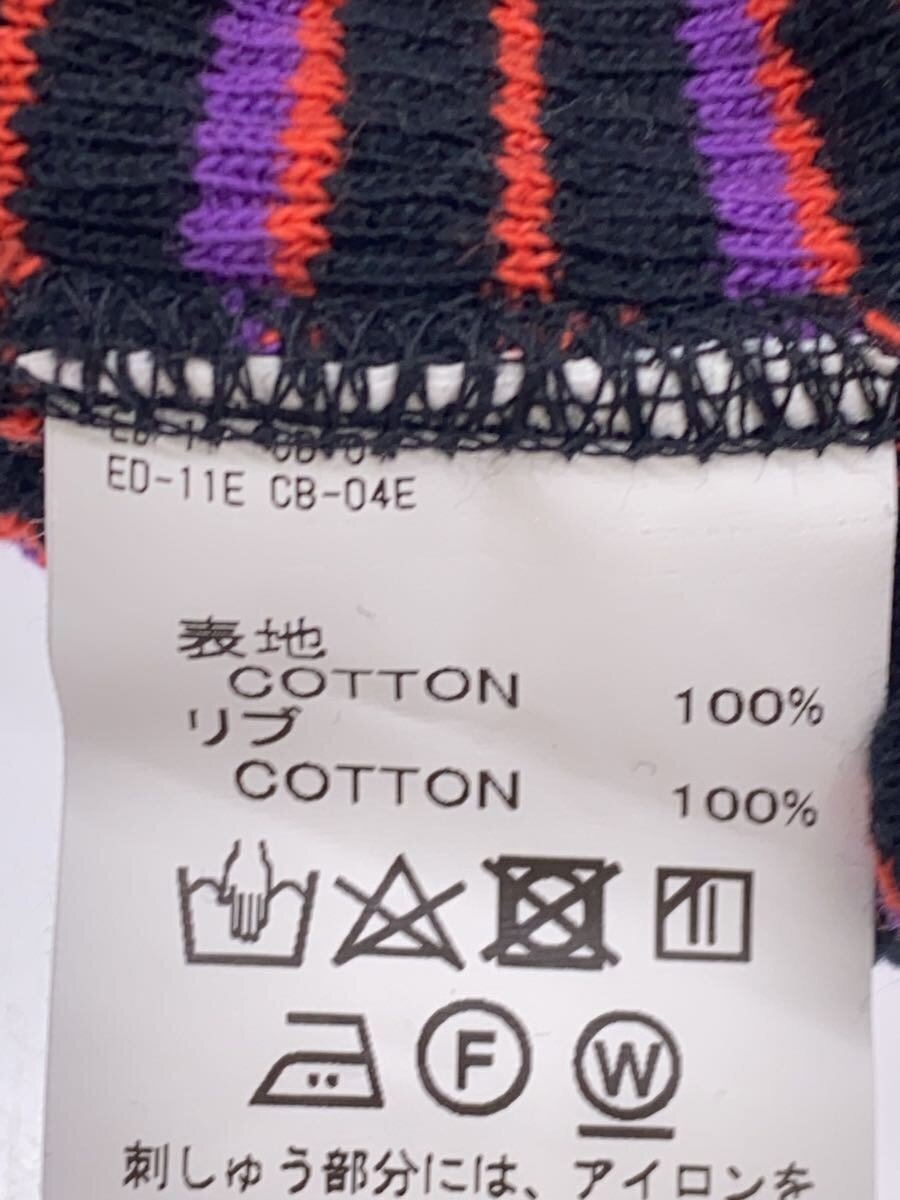 ED-11E CB-04E
表地
COTTON 100%
リブ
COTTON 100%
F W
刺しゅう部分には、アイロンを